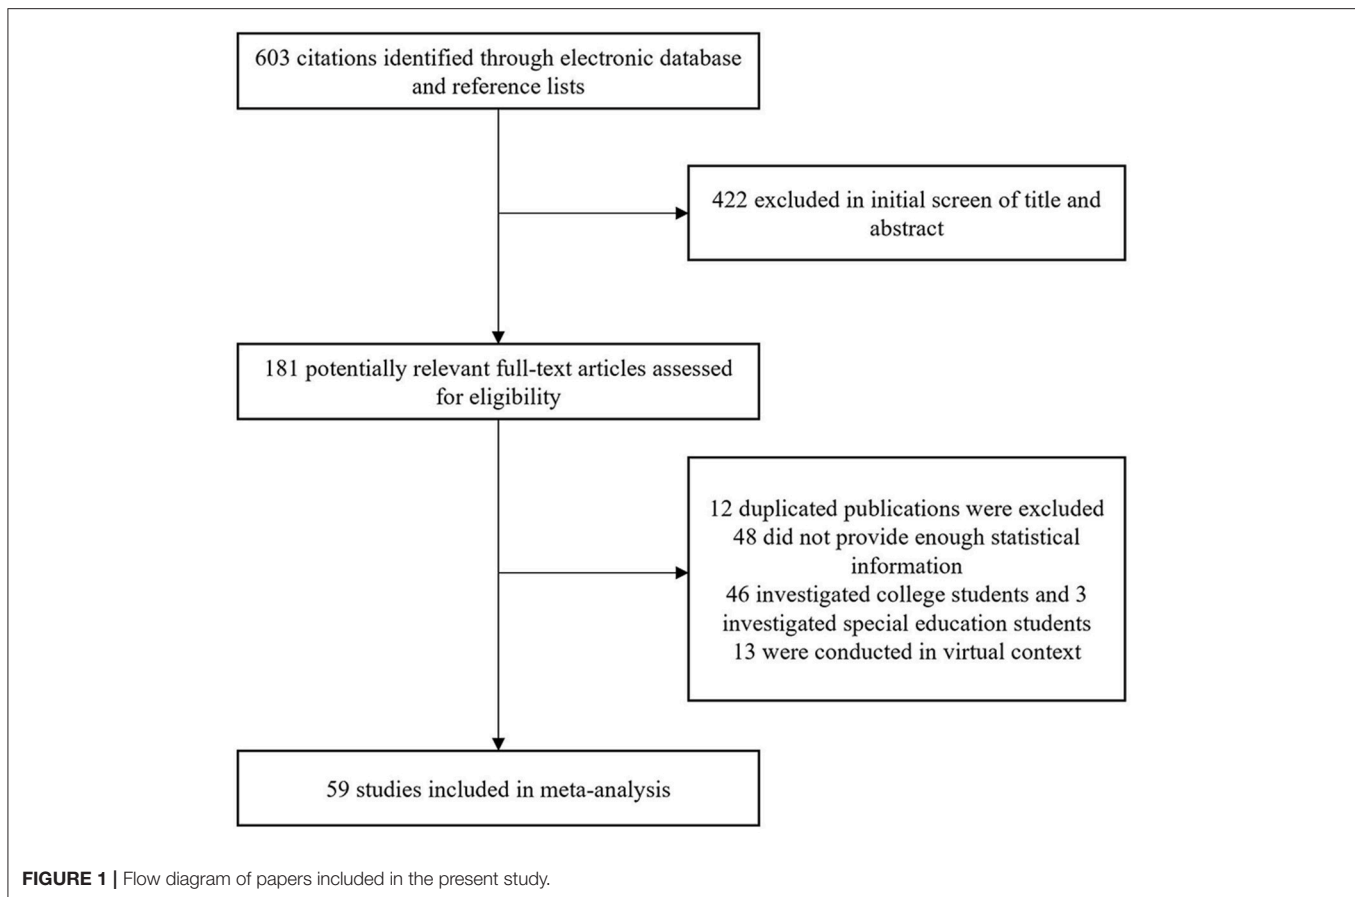 603 citations identified through electronic database
and reference lists
422 excluded in initial screen of title and
abstract
181 potentially relevant full-text articles assessed
for eligibility
12 duplicated publications were excluded
48 did not provide enough statistical
information
46 investigated college students and 3
investigated special education students
13 were conducted in virtual context
59 studies included in meta-analysis
FIGURE 1 | Flow diagram of papers included in the present study.